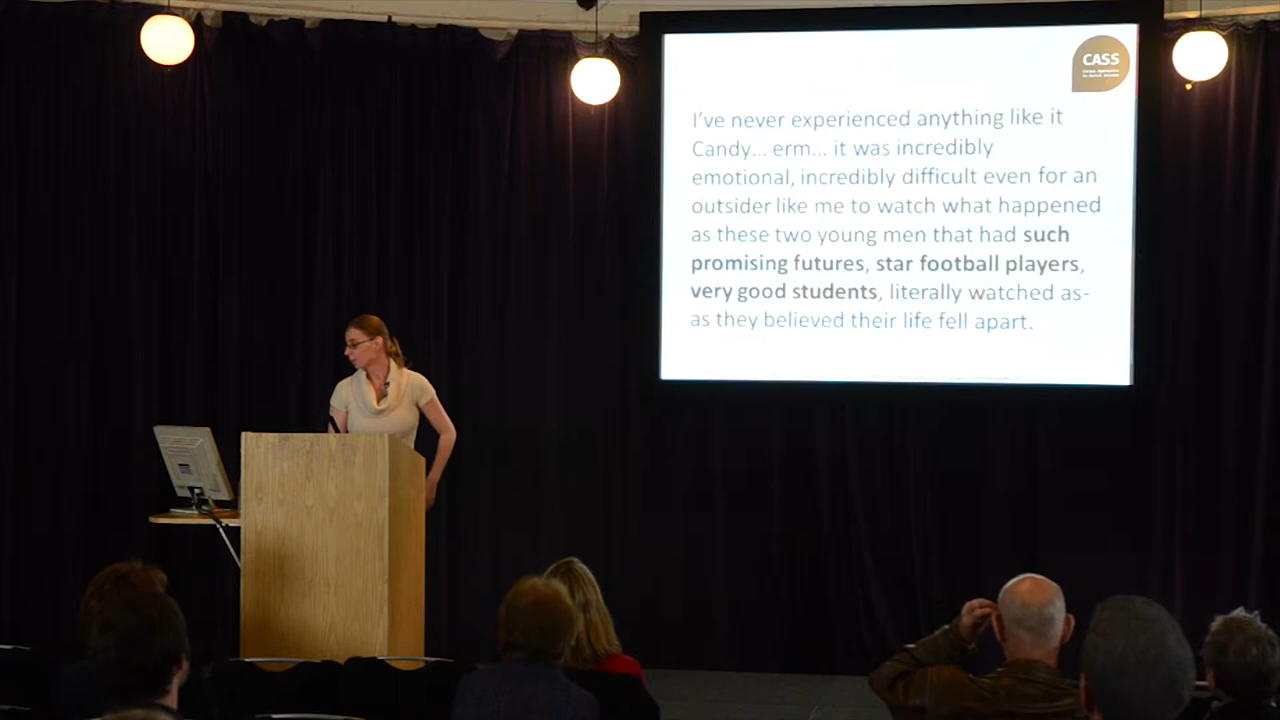 CASS
I've never experienced anything like it
Candy... erm... it was incredibly
emotional, incredibly difficult even for an
outsider like me to watch what happened
as these two young men that had such
promising futures, star football players,
very good students, literally watched as-
as they believed their life fell apart.